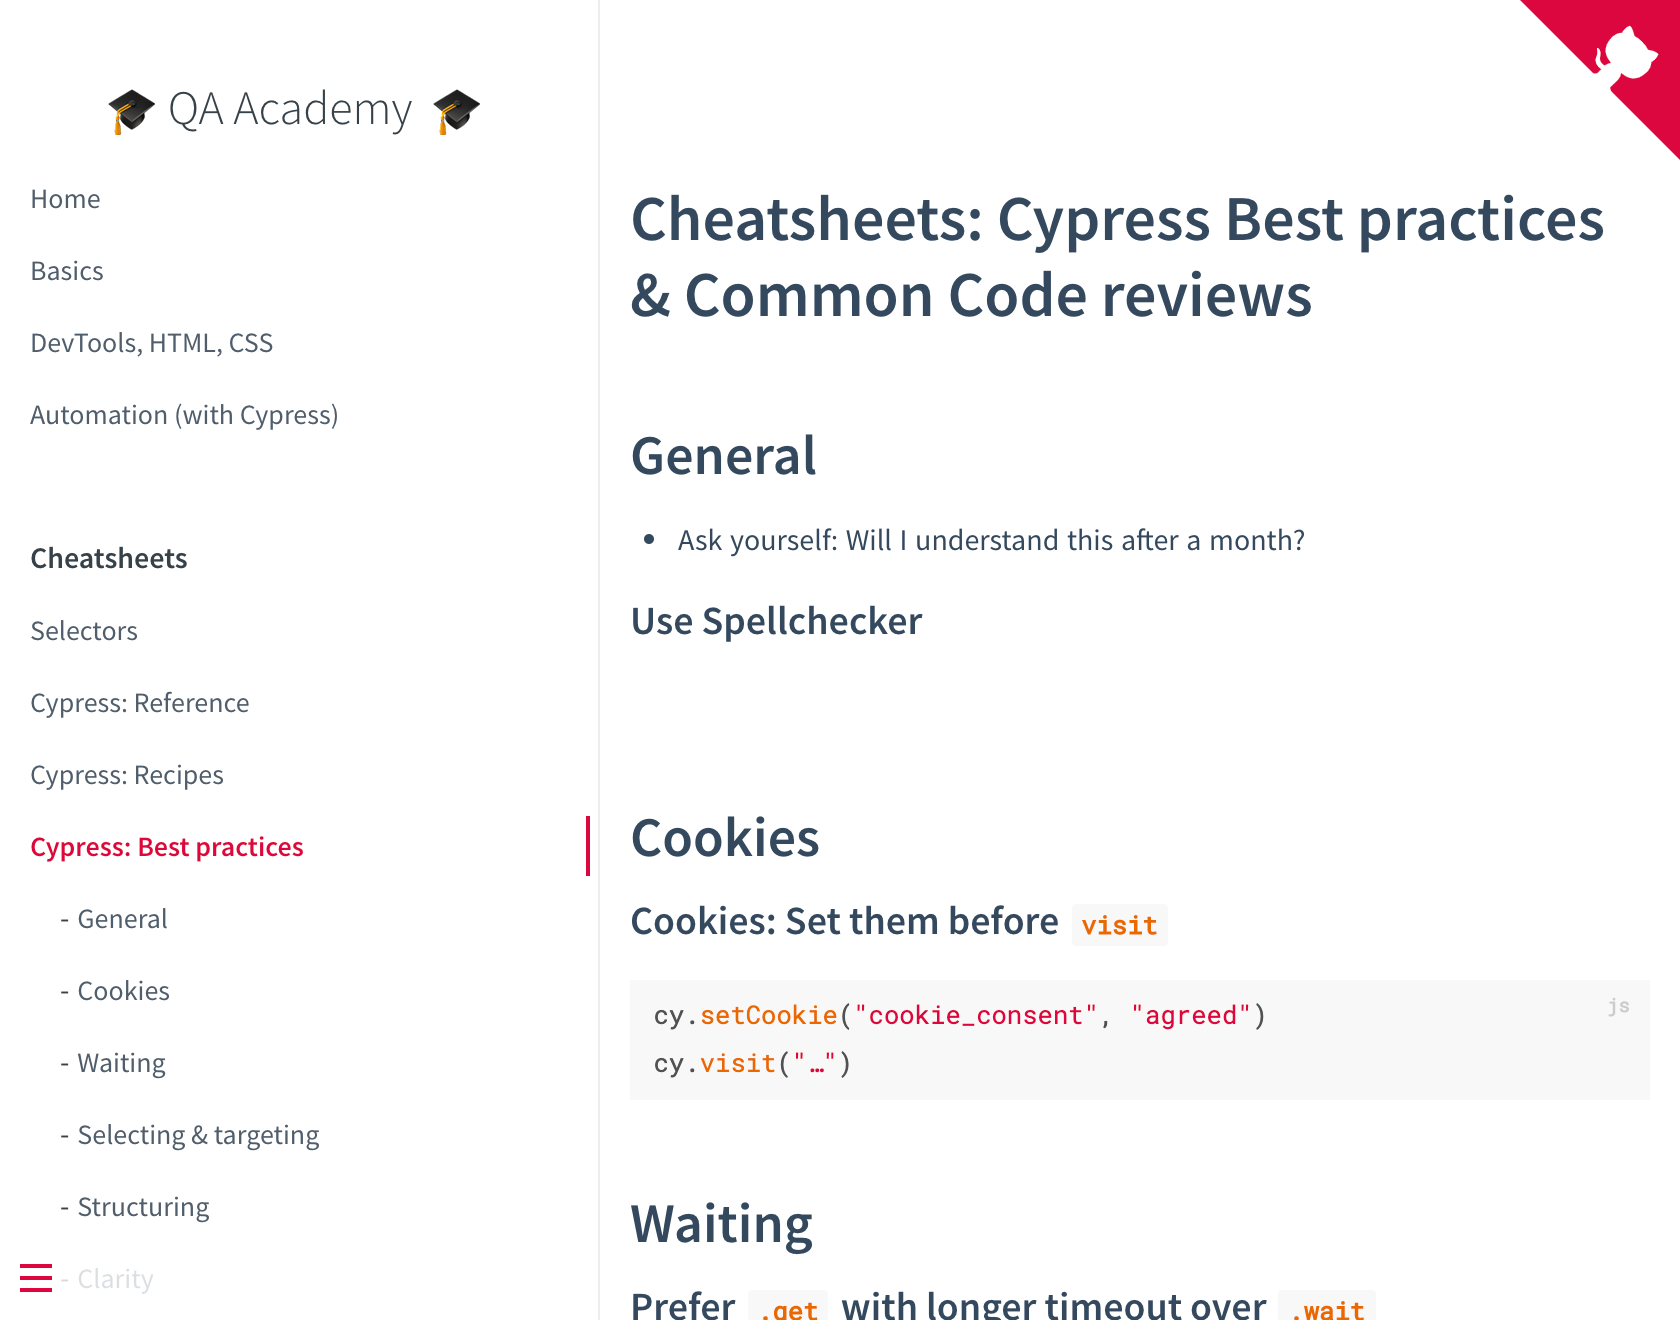 🎓 QA Academy 🎓
Home
Basics
DevTools, HTML, CSS
Automation (with Cypress)
Cheatsheets
Selectors
Cypress: Reference
Cypress: Recipes
Cypress: Best practices
- General
- Cookies
- Waiting
- Selecting & targeting
- Structuring
- Clarity
Cheatsheets: Cypress Best practices
& Common Code reviews
General
• Ask yourself: Will I understand this after a month?
Use Spellchecker
Cookies
Cookies: Set them before visit
js
cy.setCookie("cookie_consent", "agreed")
cy.visit("…")
Waiting
Prefer .get with longer timeout over .wait